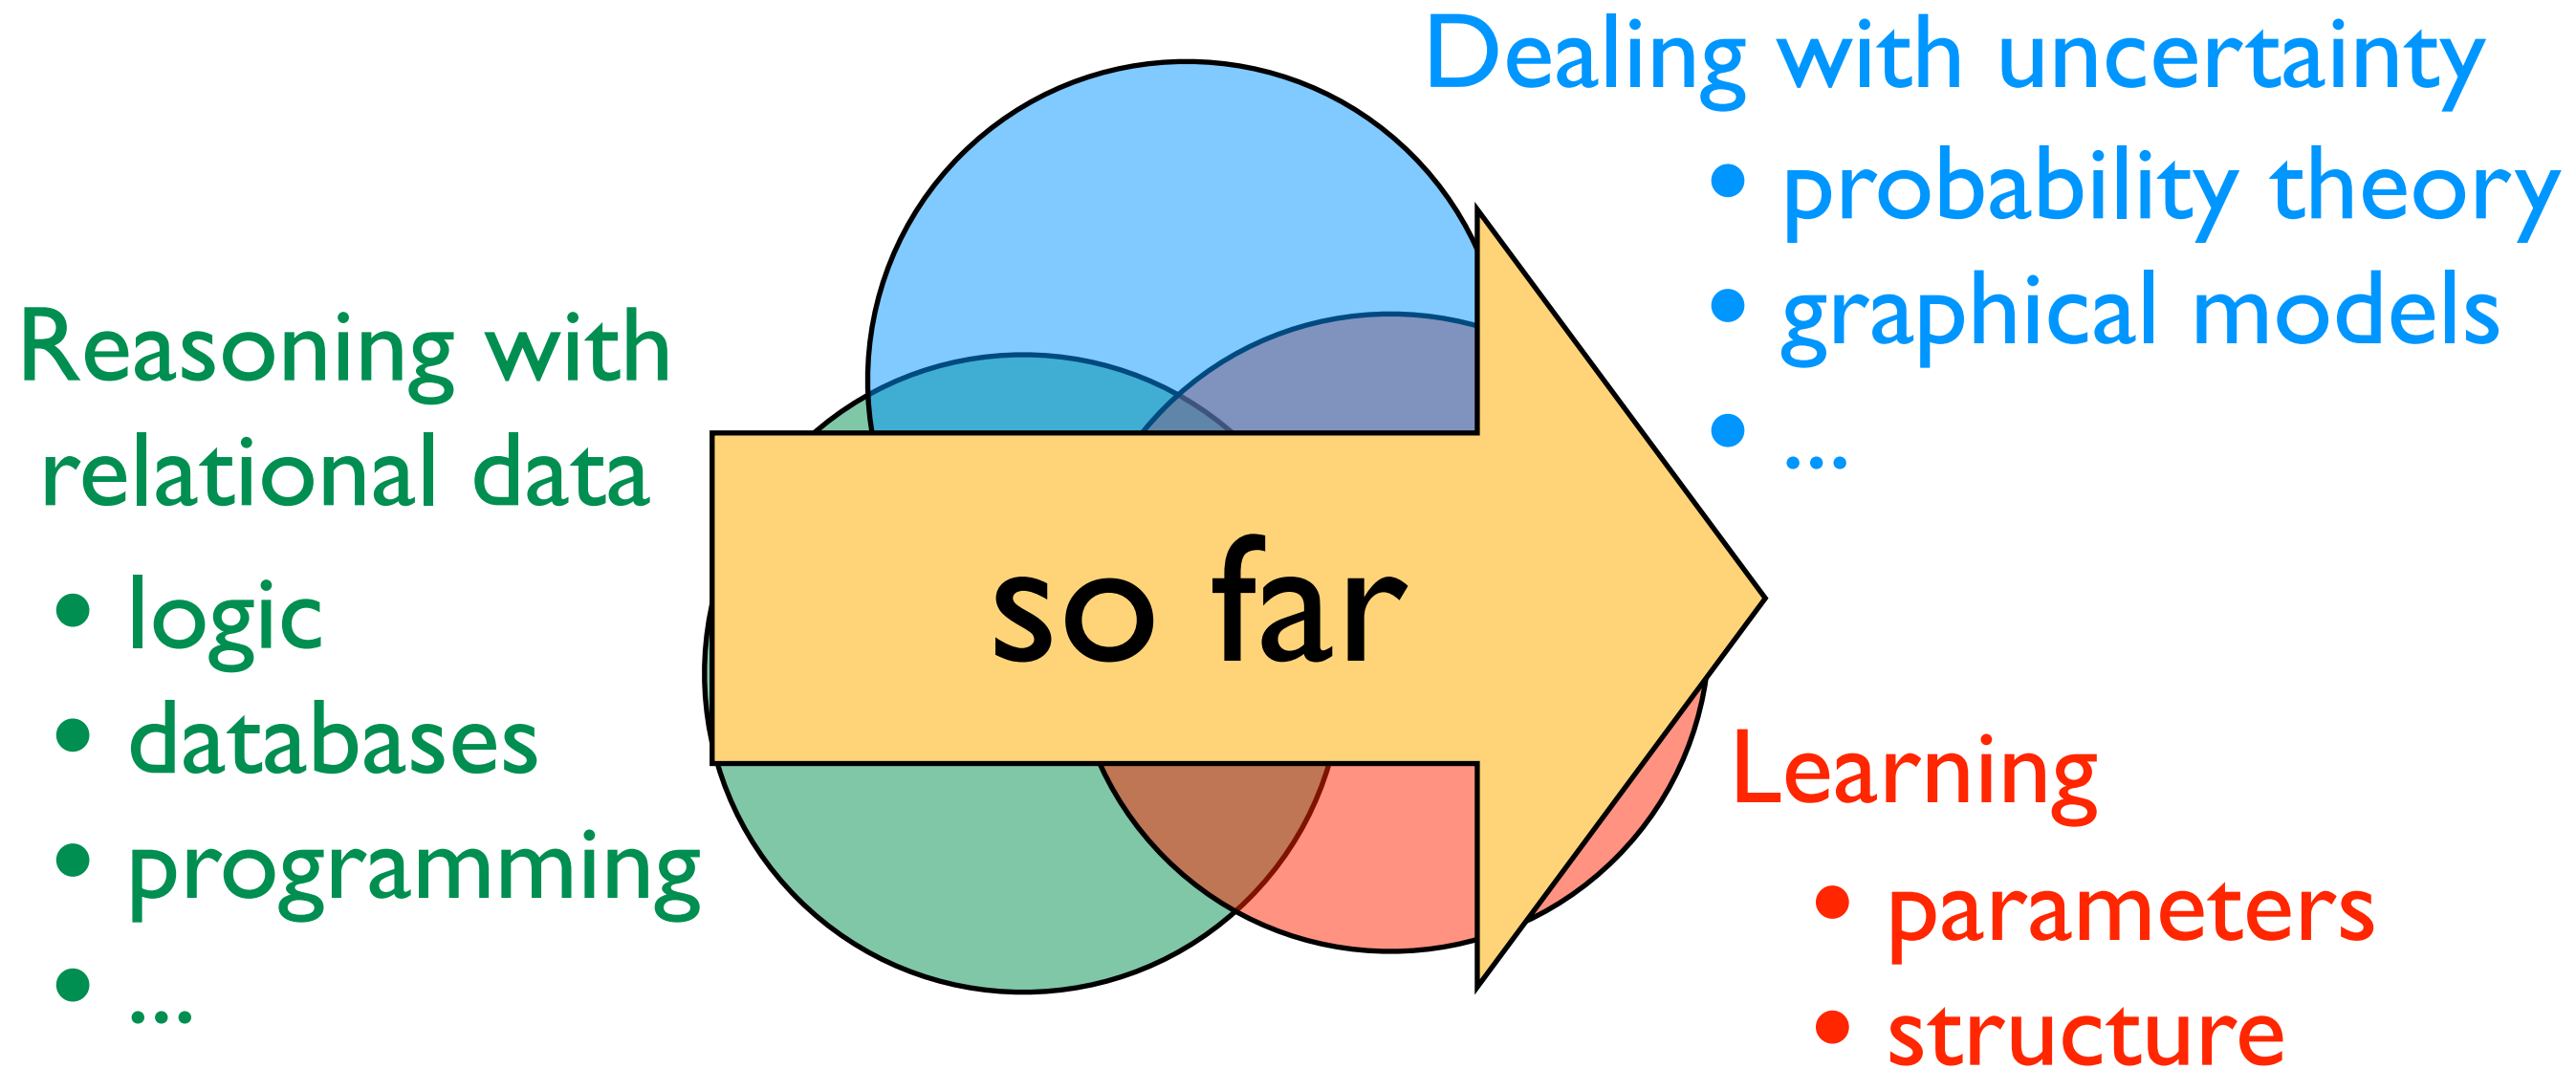 Dealing with uncertainty
• probability theory
• graphical models
• ...
Reasoning with
relational data
• logic
• databases
• programming
• ...
so far
Learning
• parameters
• structure